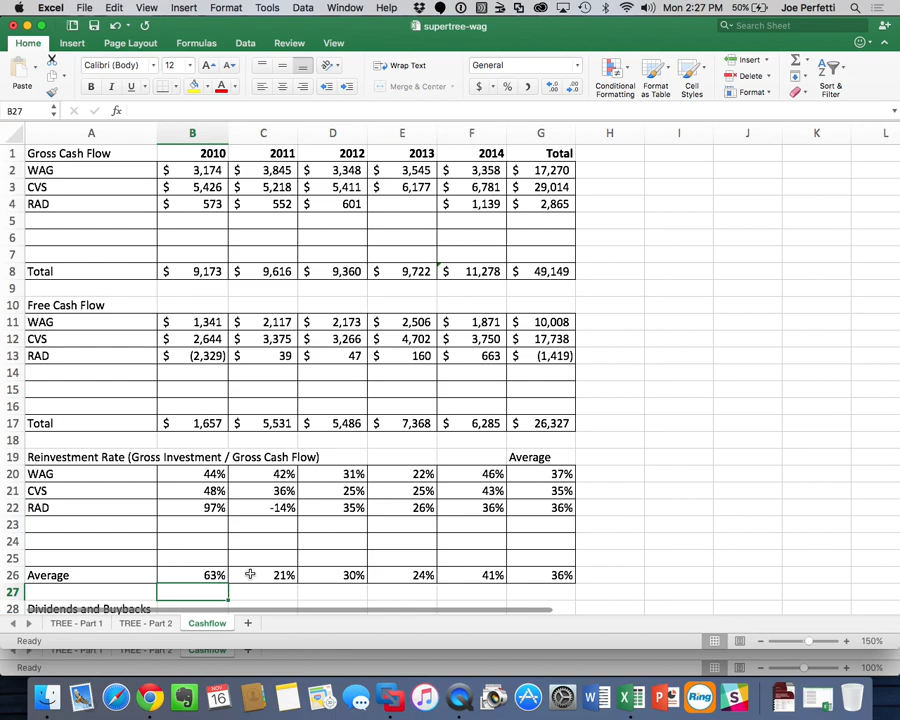 Excel File Edit View Insert Format Tools Data Window Help 50% Mon 2:27 PM Joe Perfetti
supertree-wag
Search Sheet
Home Insert Page Layout Formulas Data Review View
Paste Calibri (Body) 12 A A Wrap Text General Conditional Formatting Format as Table Cell Styles Insert Sort & Filter
B I U A Merge & Center $ % Delete
Format
B27 fx
A B C D E F G H I J K L
1 Gross Cash Flow 2010 2011 2012 2013 2014 Total
2 WAG $ 3,174 $ 3,845 $ 3,348 $ 3,545 $ 3,358 $ 17,270
3 CVS $ 5,426 $ 5,218 $ 5,411 $ 6,177 $ 6,781 $ 29,014
4 RAD $ 573 $ 552 $ 601 $ 1,139 $ 2,865
5
6
7
8 Total $ 9,173 $ 9,616 $ 9,360 $ 9,722 $ 11,278 $ 49,149
9
10 Free Cash Flow
11 WAG $ 1,341 $ 2,117 $ 2,173 $ 2,506 $ 1,871 $ 10,008
12 CVS $ 2,644 $ 3,375 $ 3,266 $ 4,702 $ 3,750 $ 17,738
13 RAD $ (2,329) $ 39 $ 47 $ 160 $ 663 $ (1,419)
14
15
16
17 Total $ 1,657 $ 5,531 $ 5,486 $ 7,368 $ 6,285 $ 26,327
18
19 Reinvestment Rate (Gross Investment / Gross Cash Flow) Average
20 WAG 44% 42% 31% 22% 46% 37%
21 CVS 48% 36% 25% 25% 43% 35%
22 RAD 97% -14% 35% 26% 36% 36%
23
24
25
26 Average 63% 21% 30% 24% 41% 36%
27
28 Dividends and Buybacks
TREE - Part 1 TREE - Part 2 Cashflow +
Ready 150%
TREE - Part 1 TREE - Part 2 Cashflow
Ready 100%
NOV 16 Ring